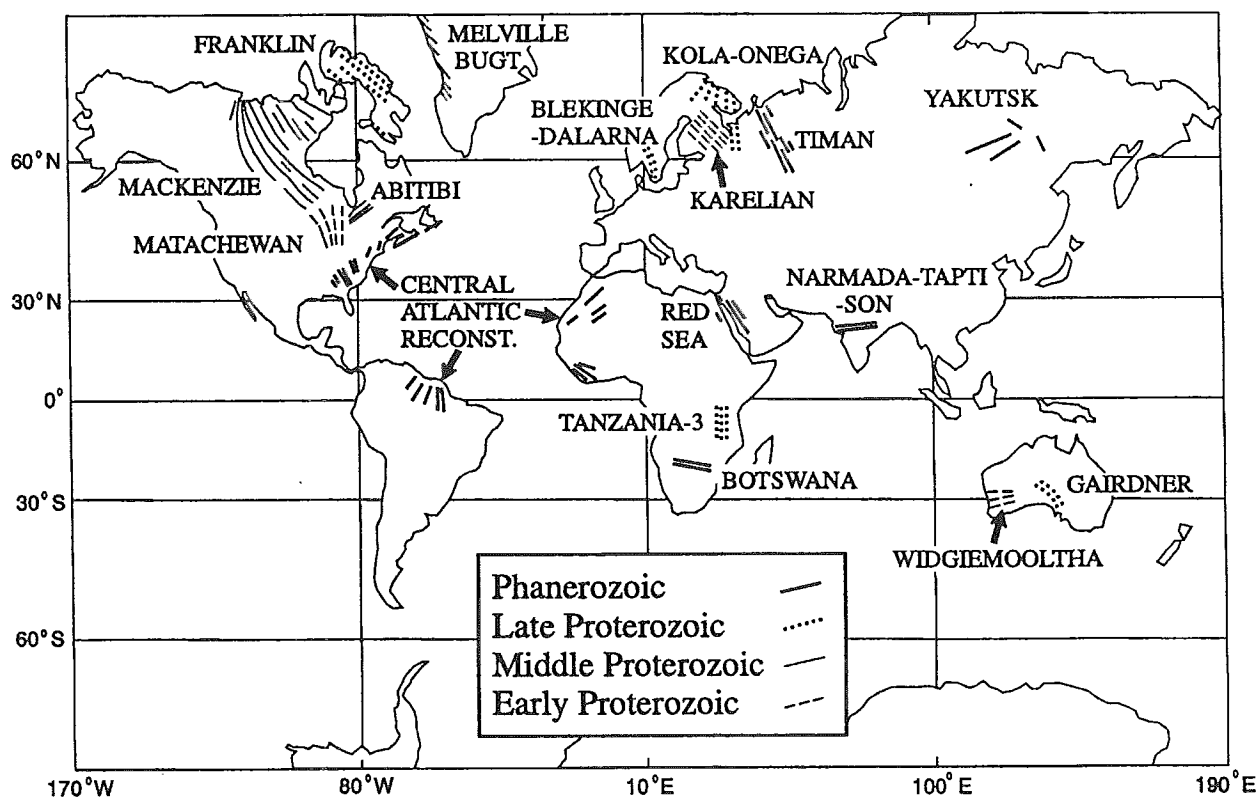 FRANKLIN
MELVILLE
BUGT
KOLA-ONEGA
YAKUTSK
BLEKINGE
-DALARNA
TIMAN
60°N
MACKENZIE
ABITIBI
KARELIAN
MATACHEWAN
CENTRAL
ATLANTIC
RECONST.
NARMADA-TAPTI
-SON
30°N
RED
SEA
0°
TANZANIA-3
BOTSWANA
GAIRDNER
30°S
WIDGIEMOOLTHA
Phanerozoic
Late Proterozoic
Middle Proterozoic
Early Proterozoic
60°S
170°W
80°W
10°E
100°E
190°E